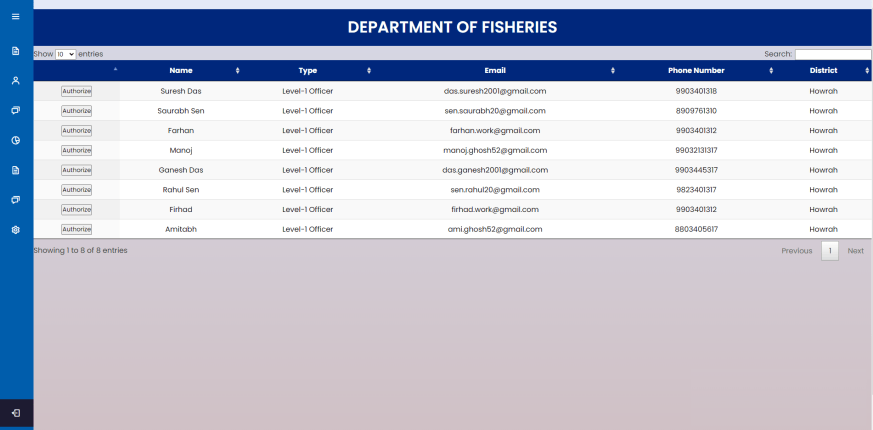 DEPARTMENT OF FISHERIES
Show 10 entries Search:
Name Type Email Phone Number District
Authorize Suresh Das Level-1 Officer das.suresh2001@gmail.com 9903401318 Howrah
Authorize Saurabh Sen Level-1 Officer sen.saurabh20@gmail.com 8909761310 Howrah
Authorize Farhan Level-1 Officer farhan.work@gmail.com 9903401312 Howrah
Authorize Manoj Level-1 Officer manoj.ghosh52@gmail.com 99032131317 Howrah
Authorize Ganesh Das Level-1 Officer das.ganesh2001@gmail.com 9903445317 Howrah
Authorize Rahul Sen Level-1 Officer sen.rahul20@gmail.com 9823401317 Howrah
Authorize Firhad Level-1 Officer firhad.work@gmail.com 9903401312 Howrah
Authorize Amitabh Level-1 Officer ami.ghosh52@gmail.com 8803405617 Howrah
Showing 1 to 8 of 8 entries Previous 1 Next